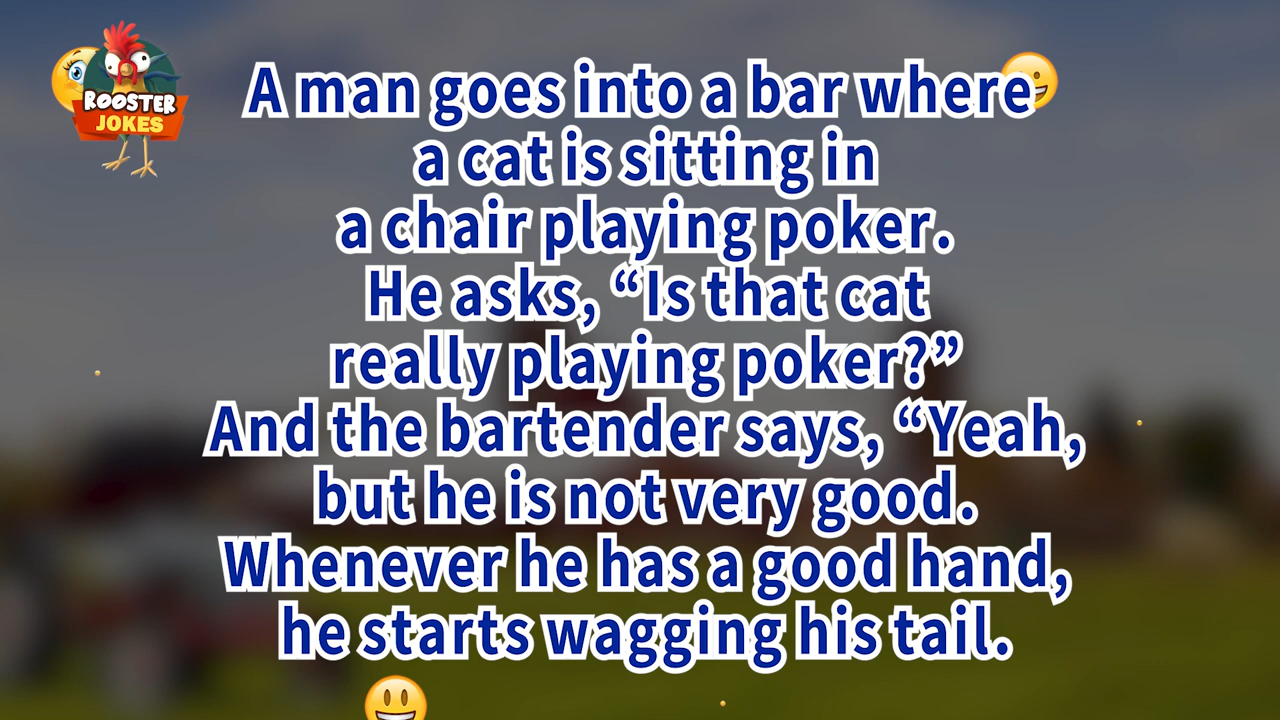 ROOSTER
JOKES
A man goes into a bar where
a cat is sitting in
a chair playing poker.
He asks, “Is that cat
really playing poker?”
And the bartender says, “Yeah,
but he is not very good.
Whenever he has a good hand,
he starts wagging his tail.